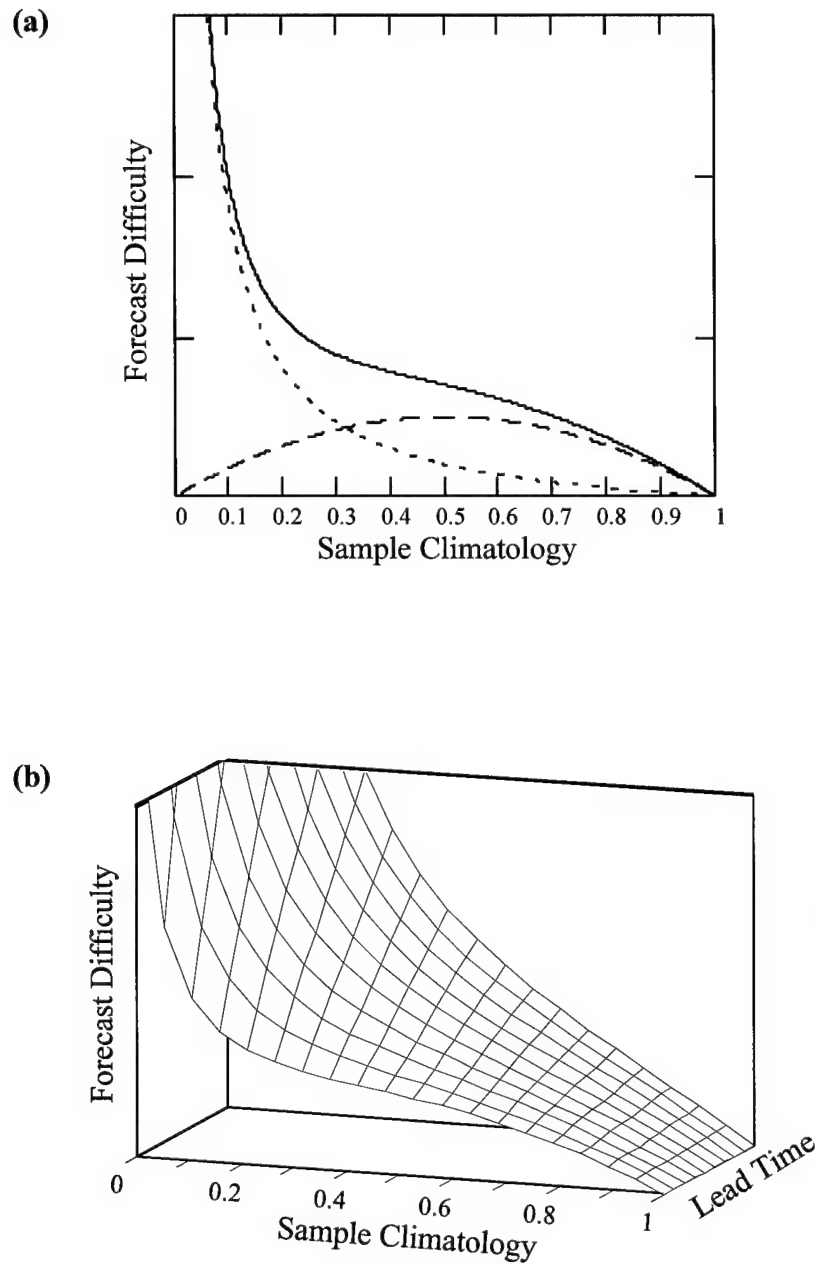 (a)
Forecast Difficulty
0 0.1 0.2 0.3 0.4 0.5 0.6 0.7 0.8 0.9 1
Sample Climatology
(b)
Forecast Difficulty
0 0.2 0.4 0.6 0.8 1
Sample Climatology
Lead Time